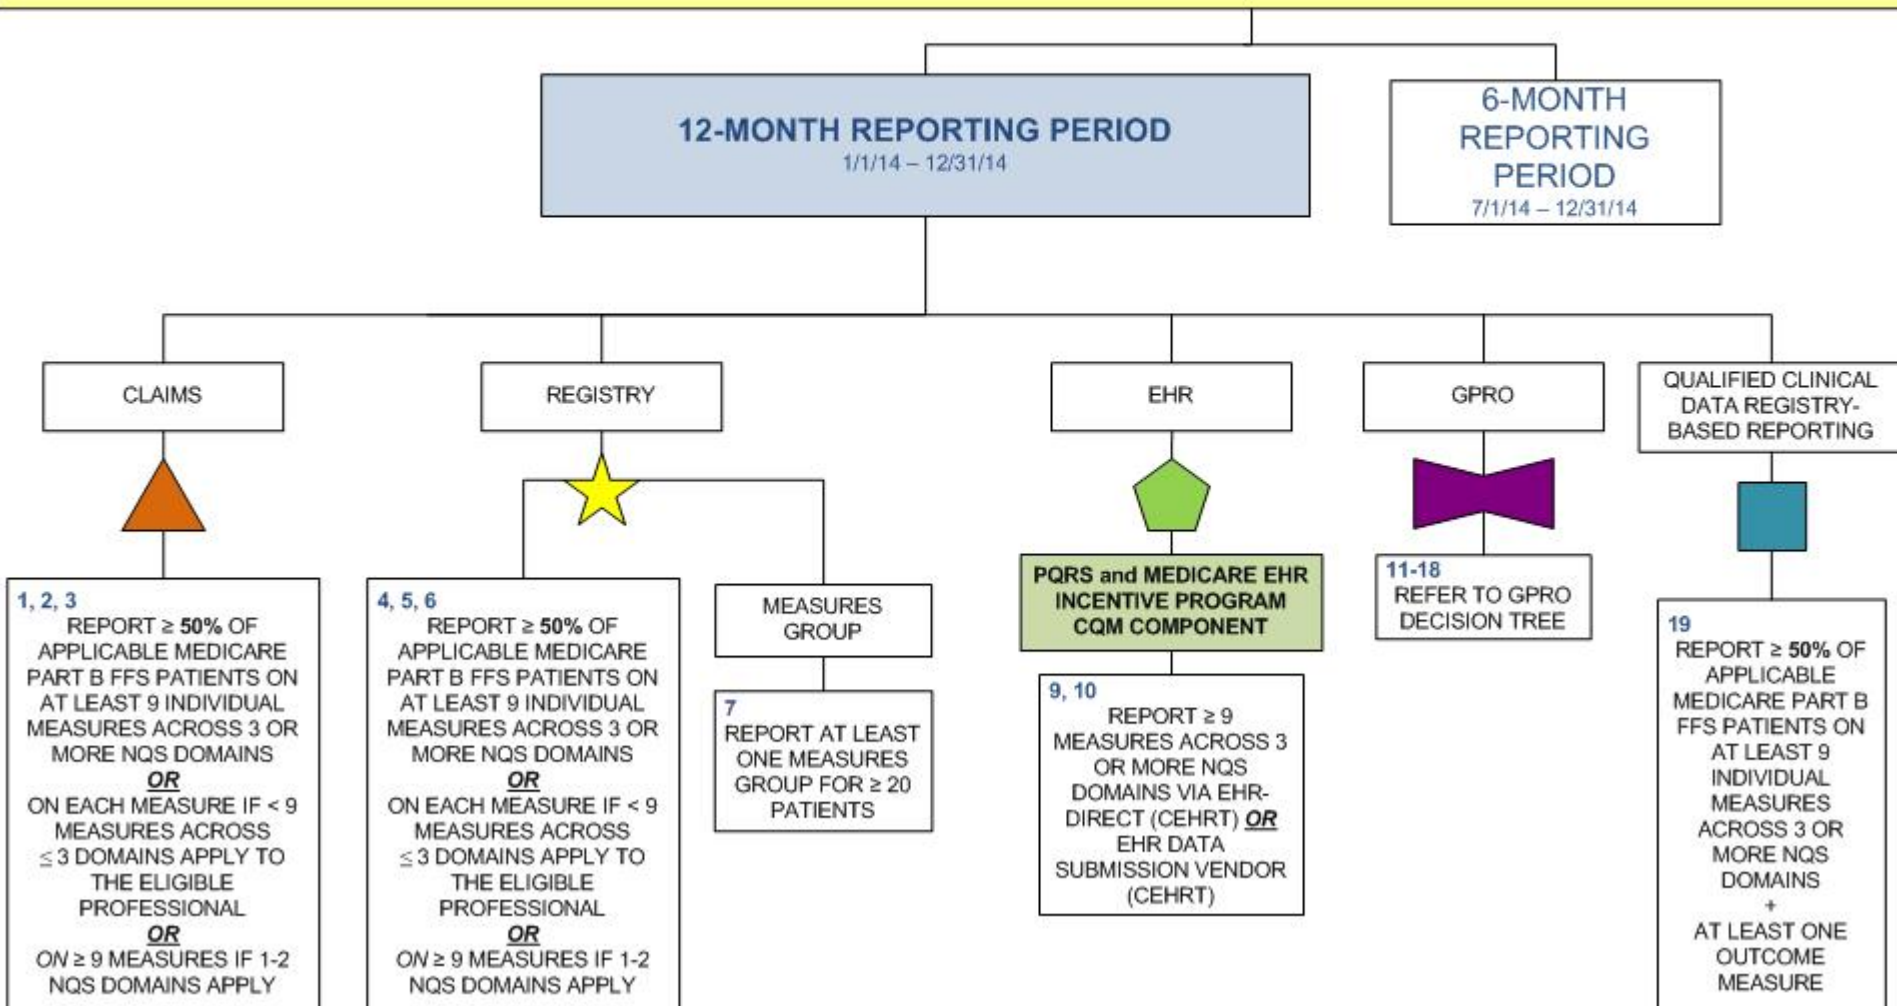 12-MONTH REPORTING PERIOD
1/1/14 – 12/31/14
6-MONTH
REPORTING
PERIOD
7/1/14 – 12/31/14
CLAIMS
REGISTRY
EHR
GPRO
QUALIFIED CLINICAL
DATA REGISTRY-
BASED REPORTING
1, 2, 3
REPORT ≥ 50% OF
APPLICABLE MEDICARE
PART B FFS PATIENTS ON
AT LEAST 9 INDIVIDUAL
MEASURES ACROSS 3 OR
MORE NQS DOMAINS
OR
ON EACH MEASURE IF < 9
MEASURES ACROSS
≤ 3 DOMAINS APPLY TO
THE ELIGIBLE
PROFESSIONAL
OR
ON ≥ 9 MEASURES IF 1-2
NQS DOMAINS APPLY
4, 5, 6
REPORT ≥ 50% OF
APPLICABLE MEDICARE
PART B FFS PATIENTS ON
AT LEAST 9 INDIVIDUAL
MEASURES ACROSS 3 OR
MORE NQS DOMAINS
OR
ON EACH MEASURE IF < 9
MEASURES ACROSS
≤ 3 DOMAINS APPLY TO
THE ELIGIBLE
PROFESSIONAL
OR
ON ≥ 9 MEASURES IF 1-2
NQS DOMAINS APPLY
MEASURES
GROUP
7
REPORT AT LEAST
ONE MEASURES
GROUP FOR ≥ 20
PATIENTS
PQRS and MEDICARE EHR
INCENTIVE PROGRAM
CQM COMPONENT
9, 10
REPORT ≥ 9
MEASURES ACROSS 3
OR MORE NQS
DOMAINS VIA EHR-
DIRECT (CEHRT) OR
EHR DATA
SUBMISSION VENDOR
(CEHRT)
11-18
REFER TO GPRO
DECISION TREE
19
REPORT ≥ 50% OF
APPLICABLE
MEDICARE PART B
FFS PATIENTS ON
AT LEAST 9
INDIVIDUAL
MEASURES
ACROSS 3 OR
MORE NQS
DOMAINS
+
AT LEAST ONE
OUTCOME
MEASURE